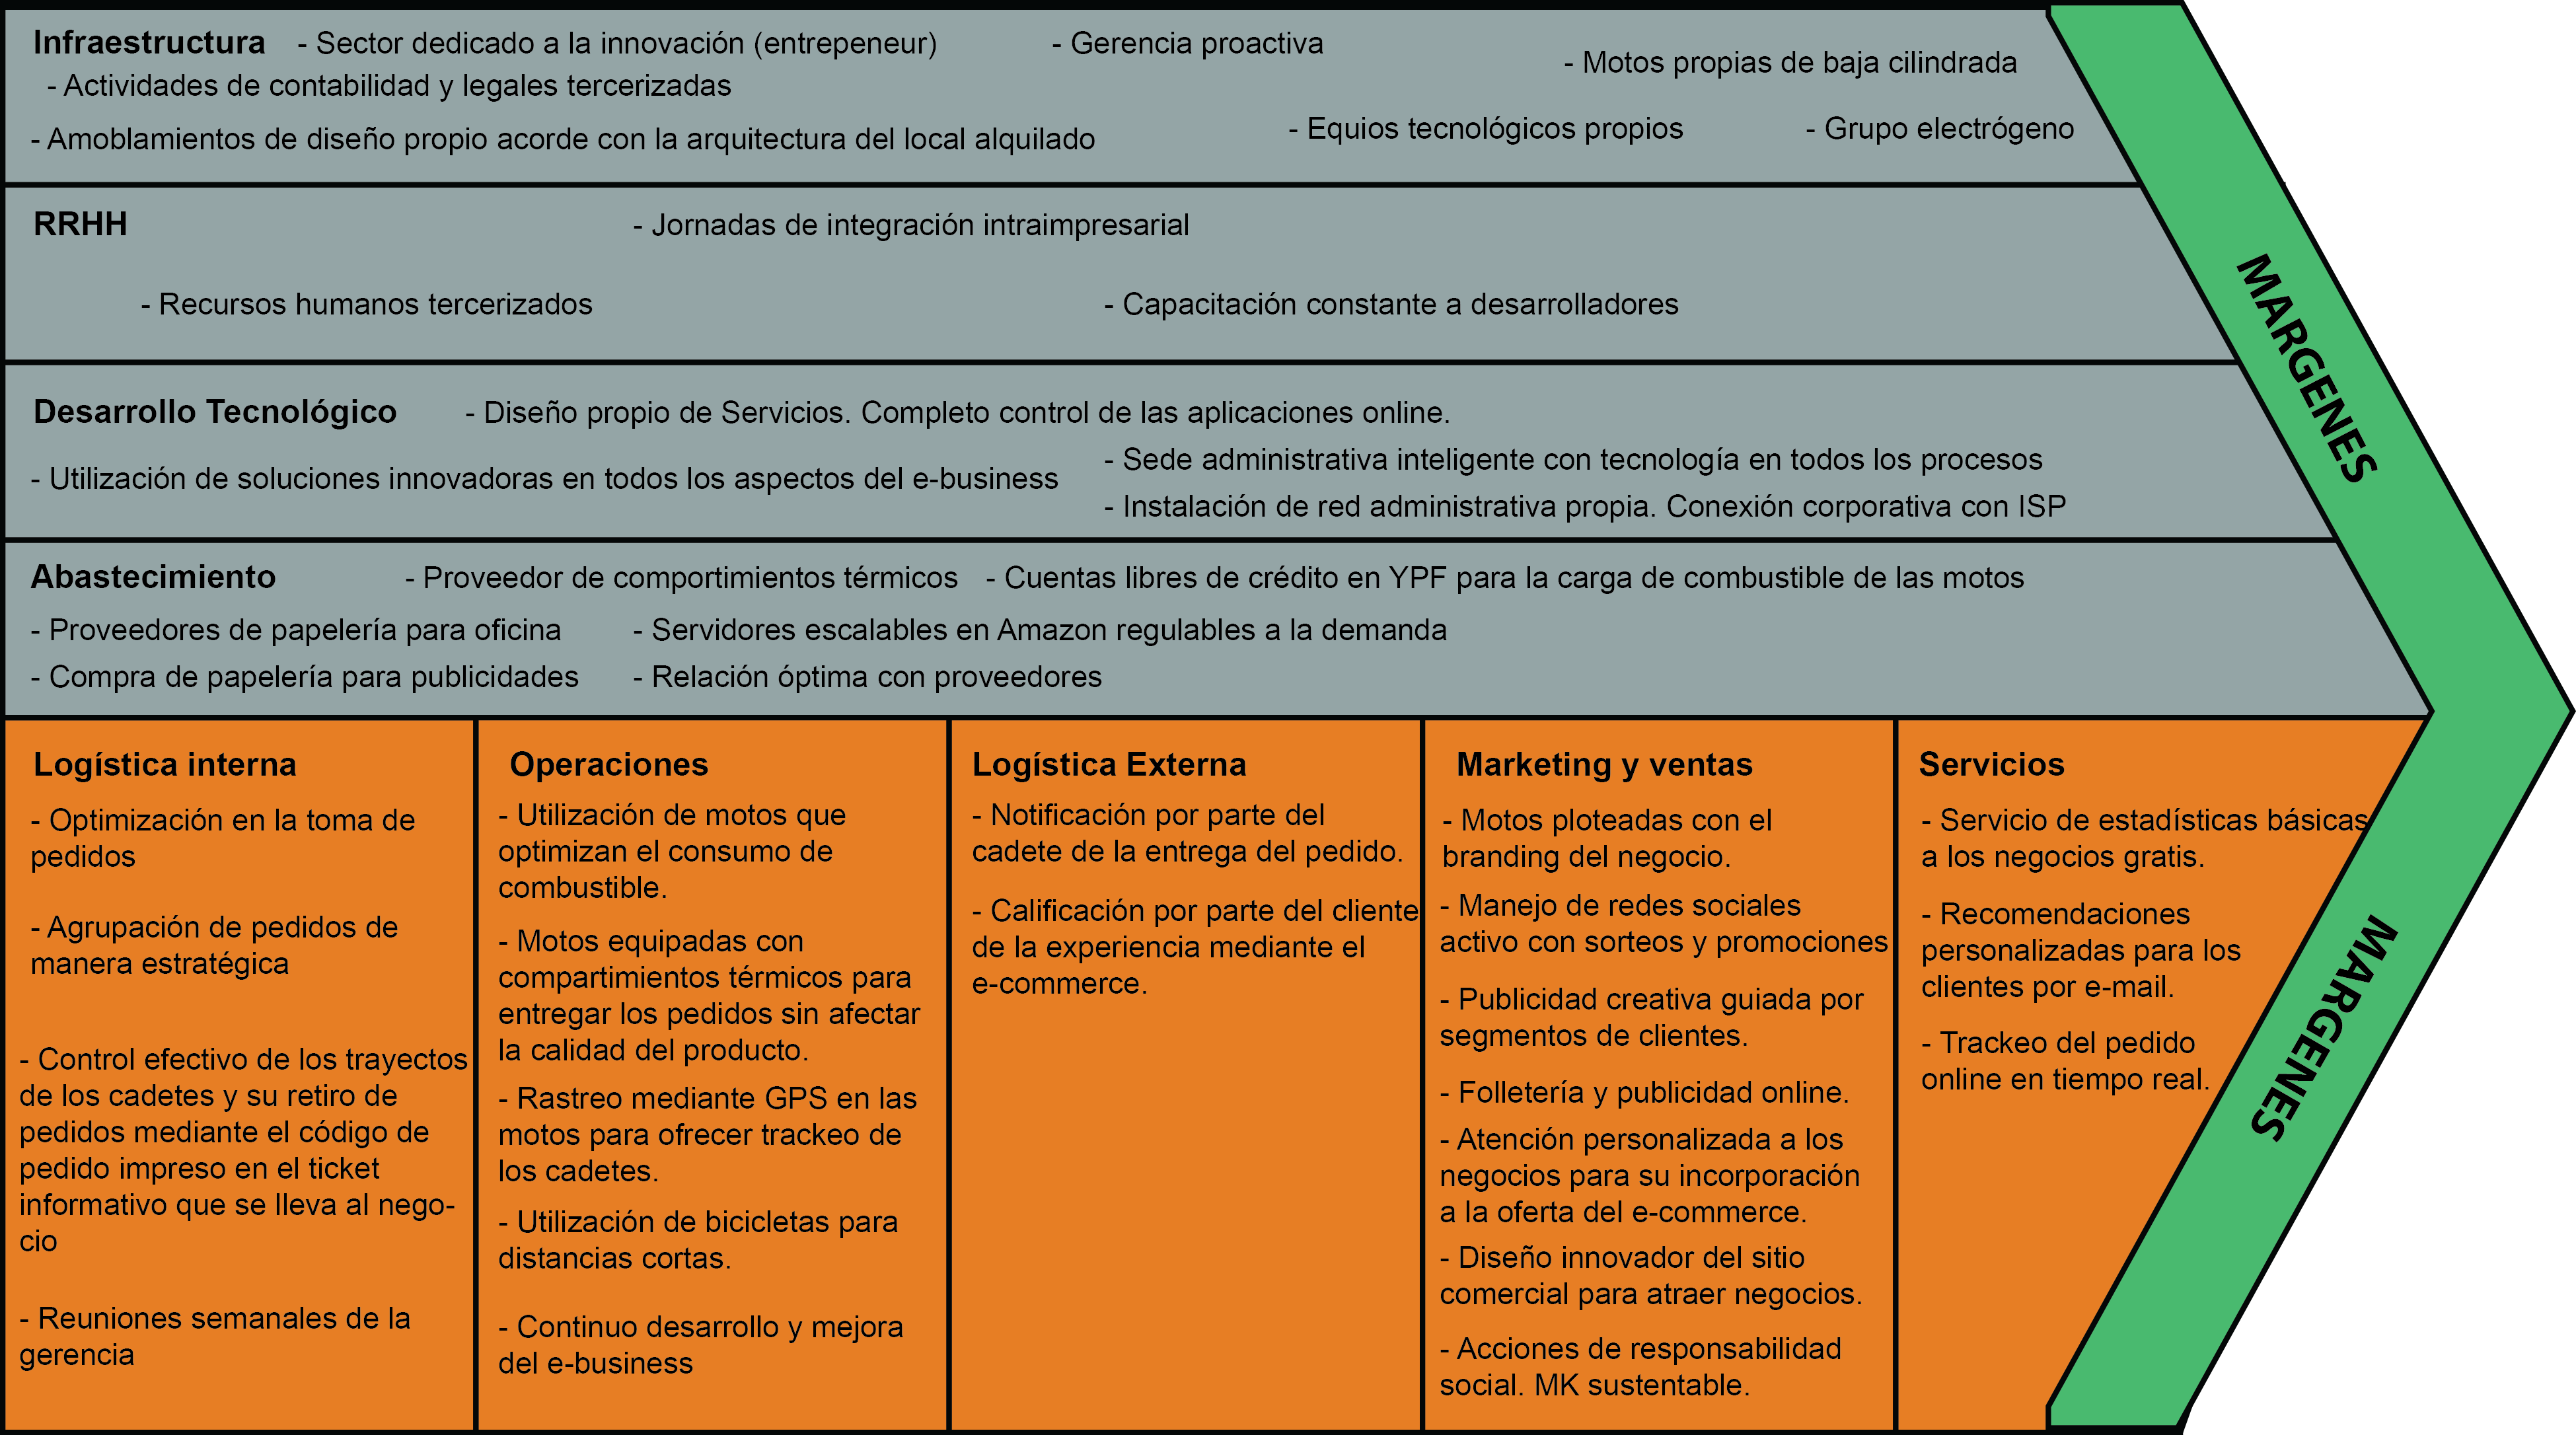 Infraestructura - Sector dedicado a la innovación (entrepeneur) - Gerencia proactiva
- Motos propias de baja cilindrada
- Actividades de contabilidad y legales tercerizadas
- Amoblamientos de diseño propio acorde con la arquitectura del local alquilado
- Equios tecnológicos propios - Grupo electrógeno
RRHH - Jornadas de integración intraimpresarial
- Recursos humanos tercerizados - Capacitación constante a desarrolladores
Desarrollo Tecnológico - Diseño propio de Servicios. Completo control de las aplicaciones online.
- Utilización de soluciones innovadoras en todos los aspectos del e-business
- Sede administrativa inteligente con tecnología en todos los procesos
- Instalación de red administrativa propia. Conexión corporativa con ISP
Abastecimiento - Proveedor de comportimientos térmicos - Cuentas libres de crédito en YPF para la carga de combustible de las motos
- Proveedores de papelería para oficina - Servidores escalables en Amazon regulables a la demanda
- Compra de papelería para publicidades - Relación óptima con proveedores
MARGENES
Logística interna
- Optimización en la toma de
pedidos
- Agrupación de pedidos de
manera estratégica
- Control efectivo de los trayectos
de los cadetes y su retiro de
pedidos mediante el código de
pedido impreso en el ticket
informativo que se lleva al nego-
cio
- Reuniones semanales de la
gerencia
Operaciones
- Utilización de motos que
optimizan el consumo de
combustible.
- Motos equipadas con
compartimientos térmicos para
entregar los pedidos sin afectar
la calidad del producto.
- Rastreo mediante GPS en las
motos para ofrecer trackeo de
los cadetes.
- Utilización de bicicletas para
distancias cortas.
- Continuo desarrollo y mejora
del e-business
Logística Externa
- Notificación por parte del
cadete de la entrega del pedido.
- Calificación por parte del cliente
de la experiencia mediante el
e-commerce.
Marketing y ventas
- Motos ploteadas con el
branding del negocio.
- Manejo de redes sociales
activo con sorteos y promociones
- Publicidad creativa guiada por
segmentos de clientes.
- Folletería y publicidad online.
- Atención personalizada a los
negocios para su incorporación
a la oferta del e-commerce.
- Diseño innovador del sitio
comercial para atraer negocios.
- Acciones de responsabilidad
social. MK sustentable.
Servicios
- Servicio de estadísticas básicas
a los negocios gratis.
- Recomendaciones
personalizadas para los
clientes por e-mail.
- Trackeo del pedido
online en tiempo real.
MARGENES